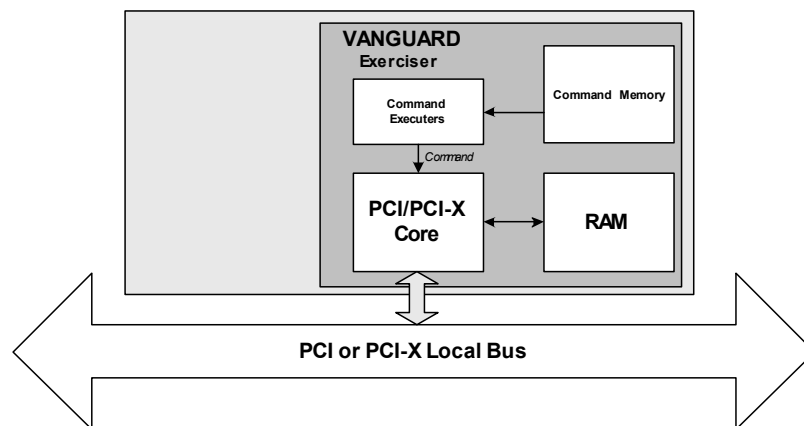 VANGUARD
Exerciser
Command
Executers
Command Memory
Command
PCI/PCI-X
Core
RAM
PCI or PCI-X Local Bus